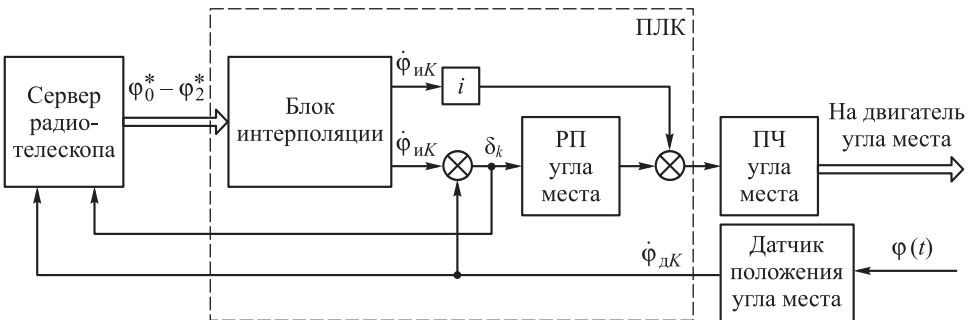 ПЛК
Сервер
радио-
телескопа
φ₀* – φ₂*
Блок
интерполяции
φ̇иK
i
φ̇иK
δk
РП
угла
места
ПЧ
угла
места
На двигатель
угла места
φ̇дK
Датчик
положения
угла места
φ(t)